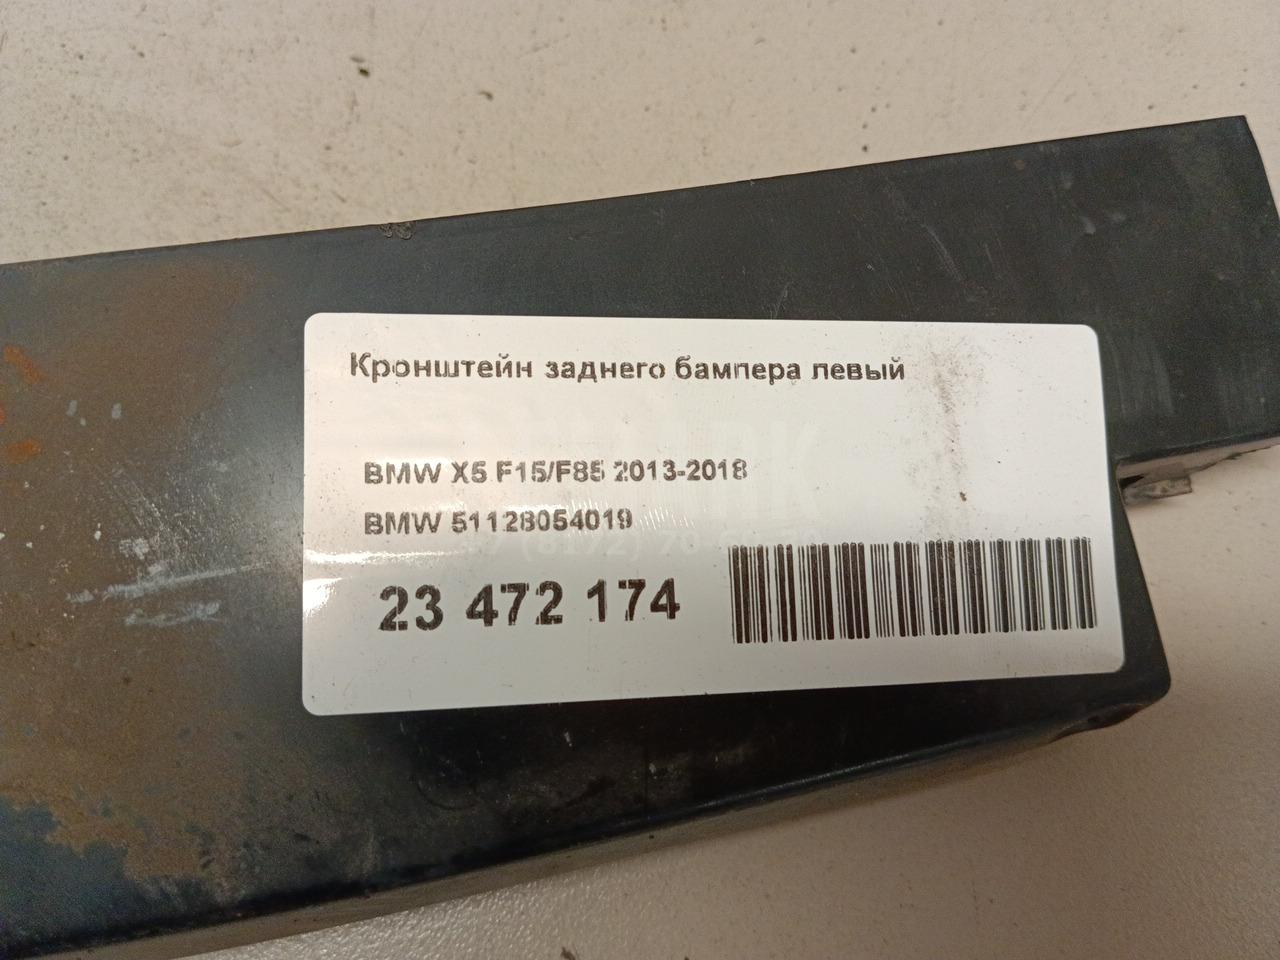 Кронштейн заднего бампера левый
BMW X5 F15/F85 2013-2018
BMW 51128054019
23 472 174